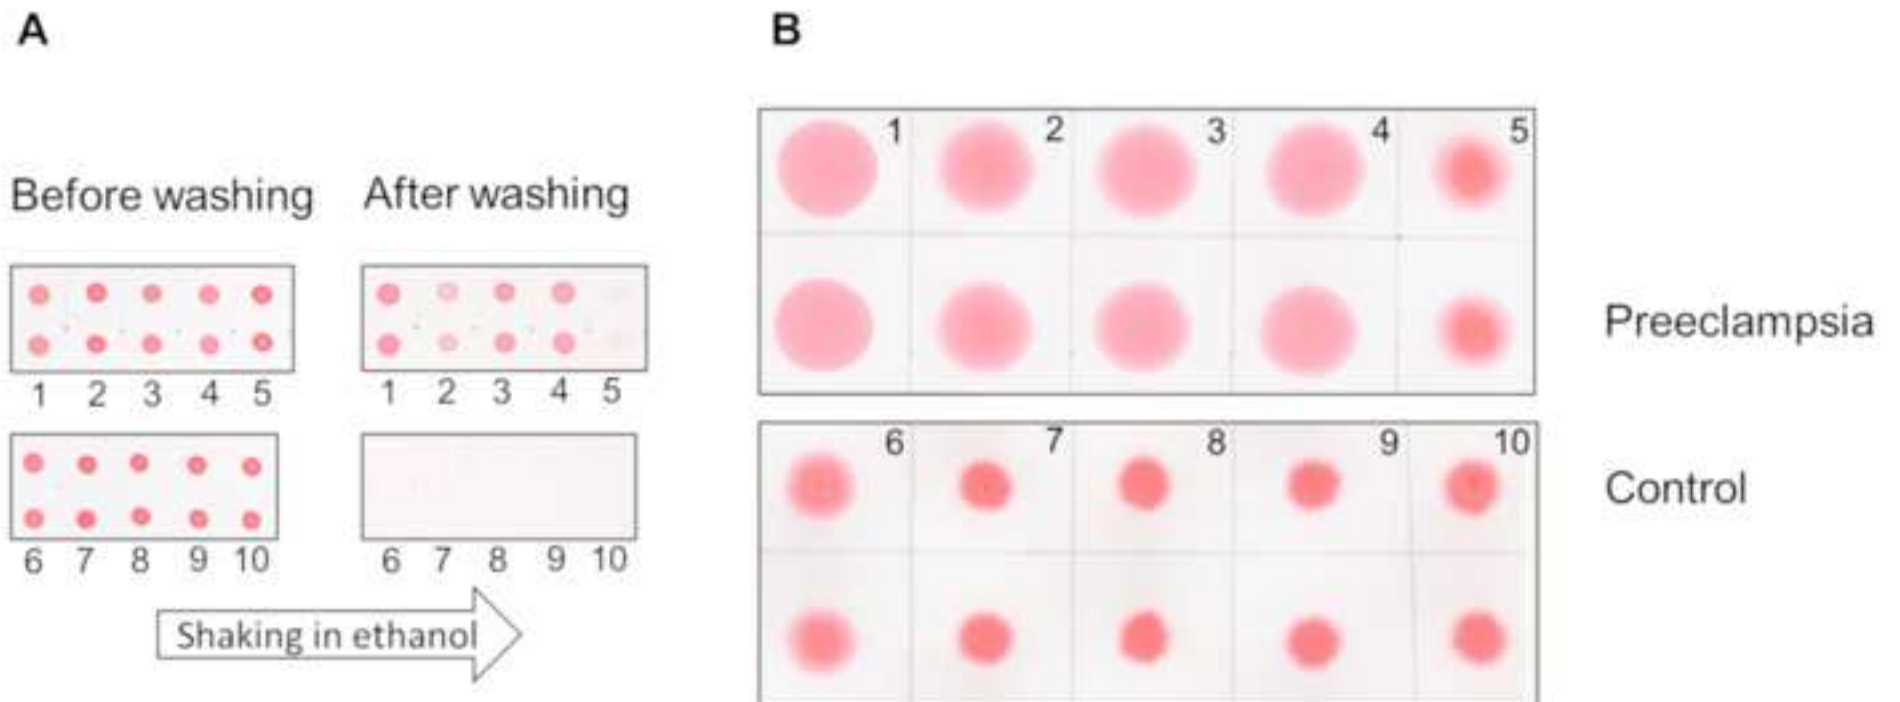 A
Before washing After washing
1 2 3 4 5 1 2 3 4 5
6 7 8 9 10 6 7 8 9 10
Shaking in ethanol
B
1 2 3 4 5
Preeclampsia
6 7 8 9 10
Control